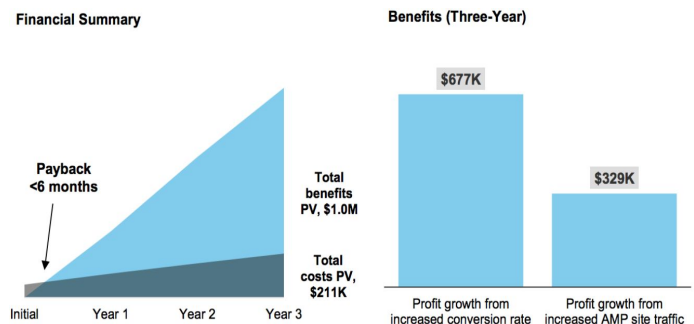 Financial Summary
Payback
<6 months
Total
benefits
PV, $1.0M
Total
costs PV,
$211K
Initial
Year 1
Year 2
Year 3
Benefits (Three-Year)
$677K
$329K
Profit growth from
increased conversion rate
Profit growth from
increased AMP site traffic